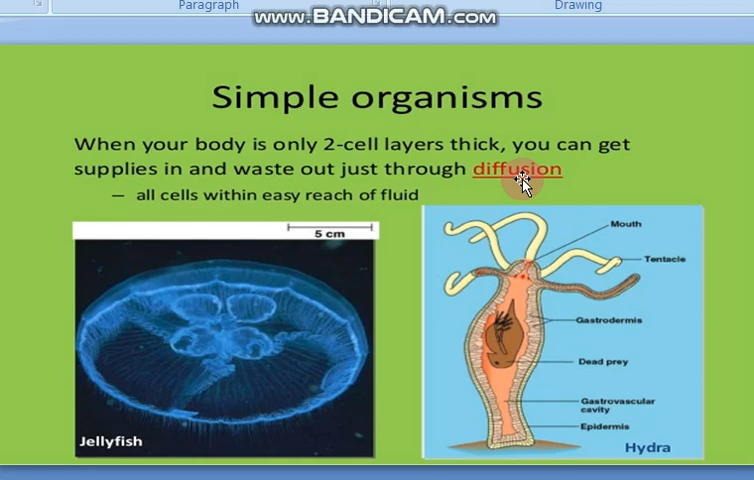 Paragraph
Drawing
www.BANDICAM.com
Simple organisms
When your body is only 2-cell layers thick, you can get
supplies in and waste out just through diffusion
– all cells within easy reach of fluid
5 cm
Jellyfish
Mouth
Tentacle
Gastrodermis
Dead prey
Gastrovascular
cavity
Epidermis
Hydra